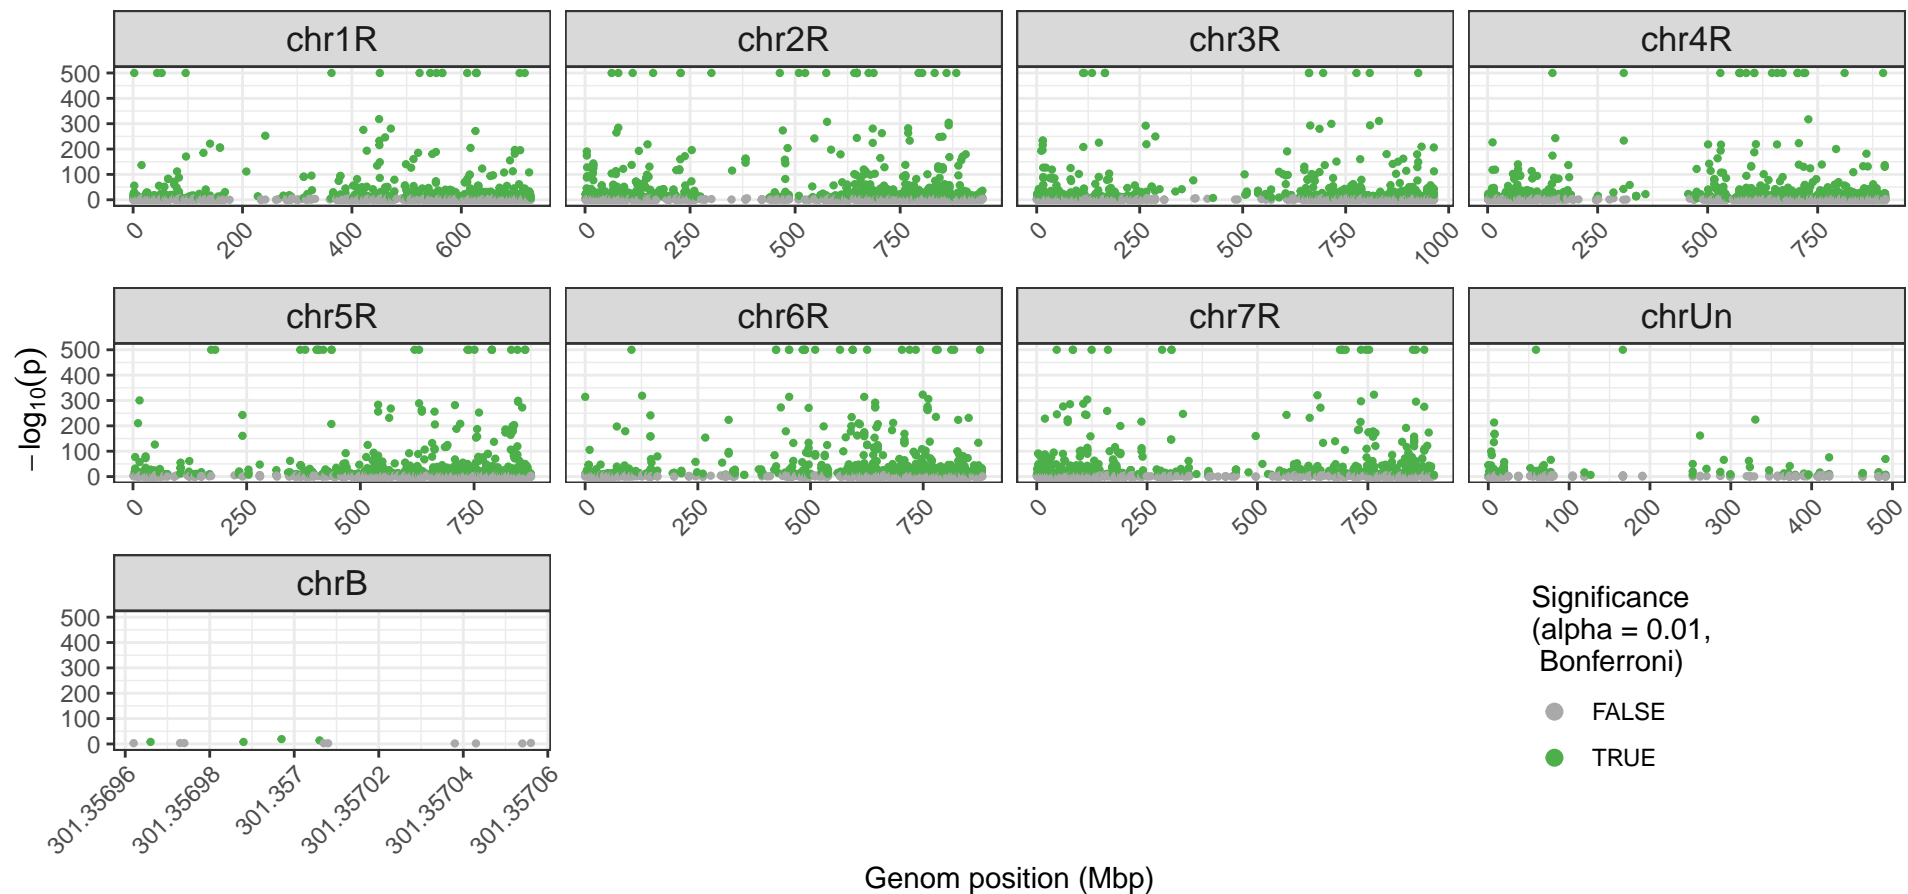 chr1R chr2R chr3R chr4R
500
400
300
200
100
0
0 200 400 600 0 250 500 750 0 250 500 750 1000 0 250 500 750
chr5R chr6R chr7R chrUn
500
400
300
200
100
0
0 250 500 750 0 250 500 750 0 250 500 750 0 100 200 300 400 500
−log10(p)
chrB
500
400
300
200
100
0
301.35696 301.35698 301.357 301.35702 301.35704 301.35706
Significance
(alpha = 0.01,
Bonferroni)
FALSE
TRUE
Genom position (Mbp)